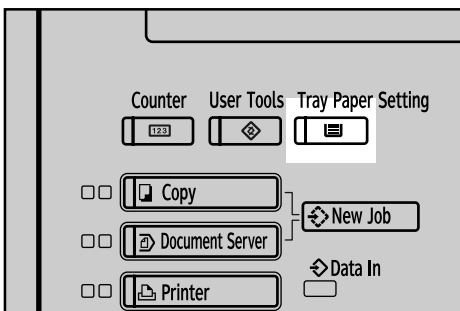 Counter User Tools Tray Paper Setting
123
Copy
New Job
Document Server
Data In
Printer